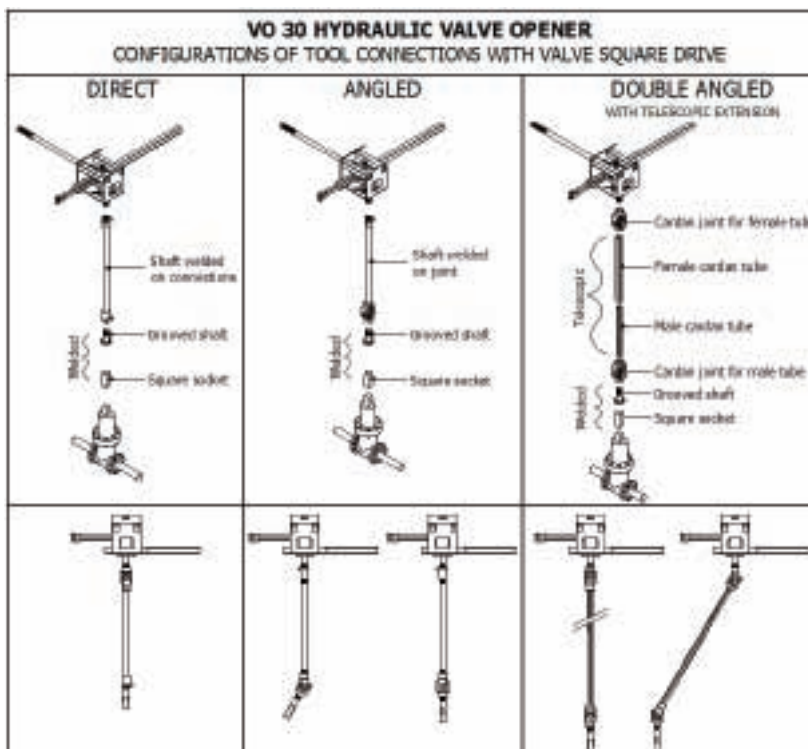 VO 30 HYDRAULIC VALVE OPENER
CONFIGURATIONS OF TOOL CONNECTIONS WITH VALVE SQUARE DRIVE
DIRECT
Shaft welded
on connections
Grooved shaft
Welded
Square socket
ANGLED
Shaft welded
on joint
Grooved shaft
Welded
Square socket
DOUBLE ANGLED
WITH TELESCOPIC EXTENSION
Cardan joint for female tube
Female cardan tube
Telescopic
Male cardan tube
Cardan joint for male tube
Grooved shaft
Welded
Square socket